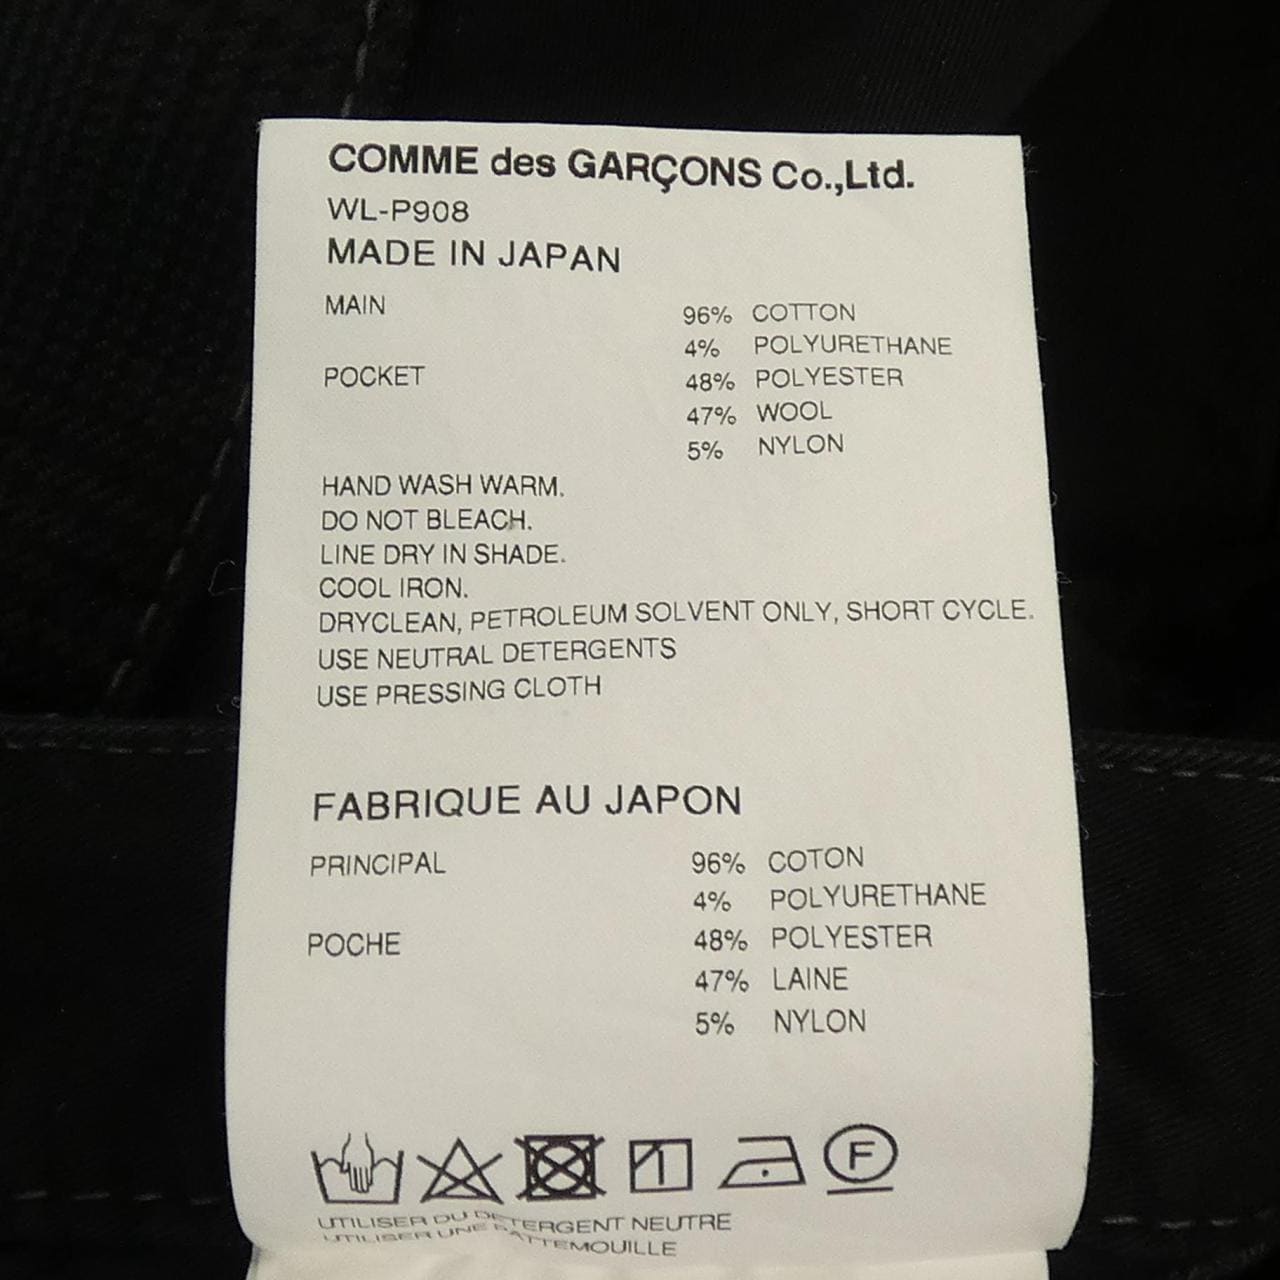 COMME des GARÇONS Co.,Ltd.
WL-P908
MADE IN JAPAN
MAIN 96% COTTON
4% POLYURETHANE
POCKET 48% POLYESTER
47% WOOL
5% NYLON
HAND WASH WARM.
DO NOT BLEACH.
LINE DRY IN SHADE.
COOL IRON.
DRYCLEAN, PETROLEUM SOLVENT ONLY, SHORT CYCLE.
USE NEUTRAL DETERGENTS
USE PRESSING CLOTH
FABRIQUE AU JAPON
PRINCIPAL 96% COTON
4% POLYURETHANE
POCHE 48% POLYESTER
47% LAINE
5% NYLON
F
UTILISER DU DETERGENT NEUTRE
UTILISER UNE PATTEMOUILLE